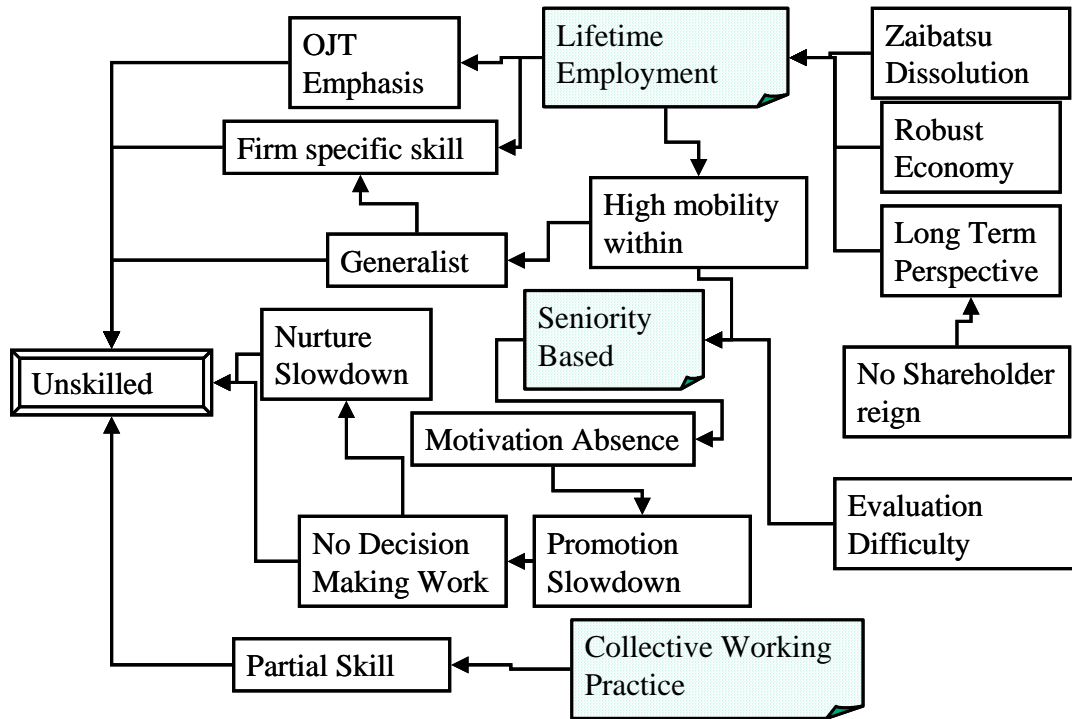 OJT
Emphasis
Lifetime
Employment
Zaibatsu
Dissolution
Robust
Economy
Firm specific skill
High mobility
within
Long Term
Perspective
Generalist
Seniority
Based
Nurture
Slowdown
Unskilled
No Shareholder
reign
Motivation Absence
Evaluation
Difficulty
No Decision
Making Work
Promotion
Slowdown
Partial Skill
Collective Working
Practice